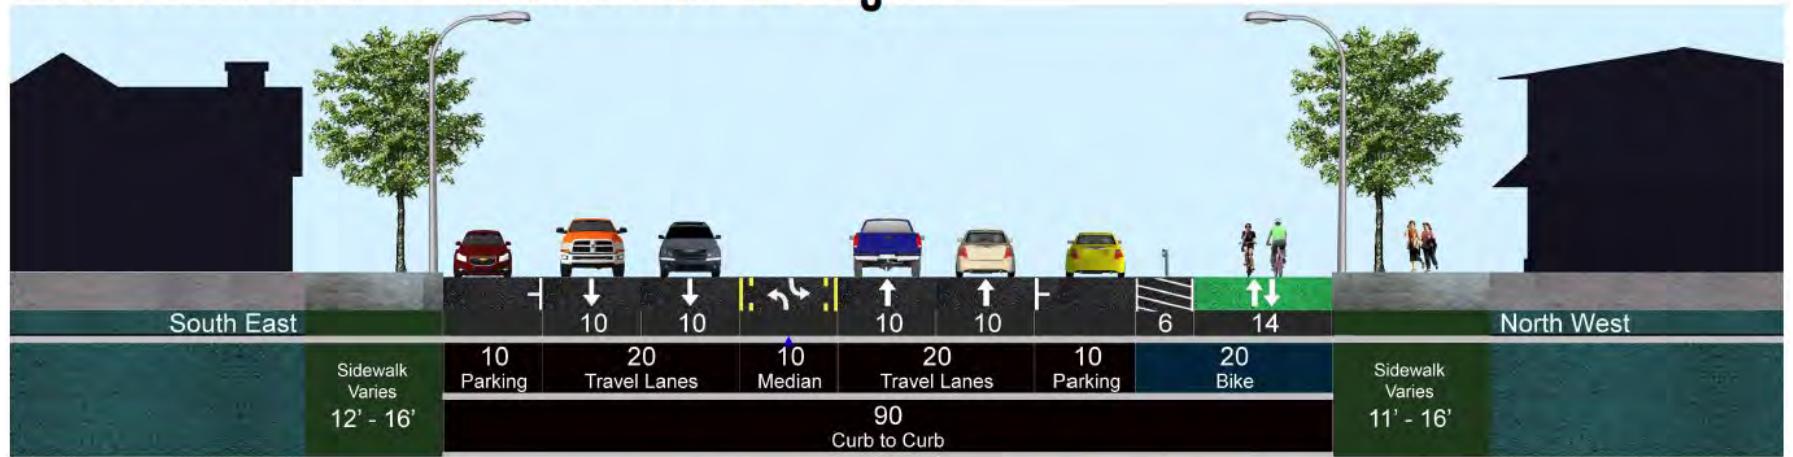 South East
10 10
10 10
6 14
North West
10
Parking
20
Travel Lanes
10
Median
20
Travel Lanes
10
Parking
20
Bike
Sidewalk
Varies
12' - 16'
Sidewalk
Varies
11' - 16'
90
Curb to Curb